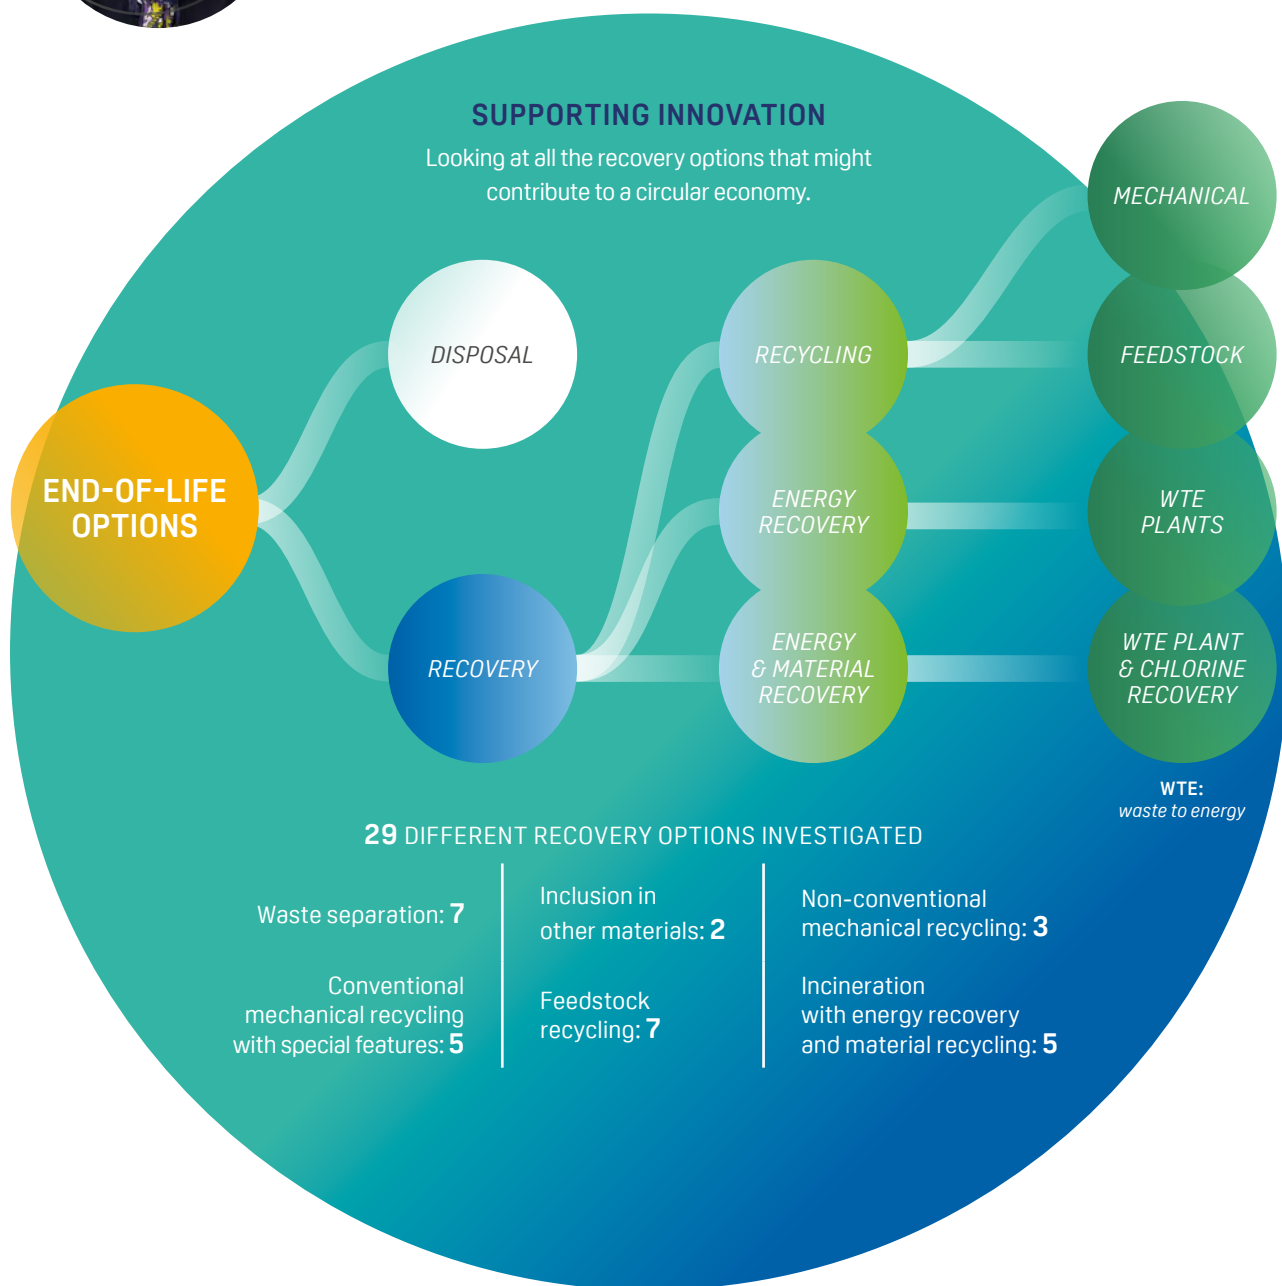 SUPPORTING INNOVATION
Looking at all the recovery options that might
contribute to a circular economy.
END-OF-LIFE
OPTIONS
DISPOSAL
RECOVERY
RECYCLING
ENERGY
RECOVERY
ENERGY
& MATERIAL
RECOVERY
MECHANICAL
FEEDSTOCK
WTE
PLANTS
WTE PLANT
& CHLORINE
RECOVERY
WTE:
waste to energy
29 DIFFERENT RECOVERY OPTIONS INVESTIGATED
Waste separation: 7
Conventional
mechanical recycling
with special features: 5
Inclusion in
other materials: 2
Feedstock
recycling: 7
Non-conventional
mechanical recycling: 3
Incineration
with energy recovery
and material recycling: 5